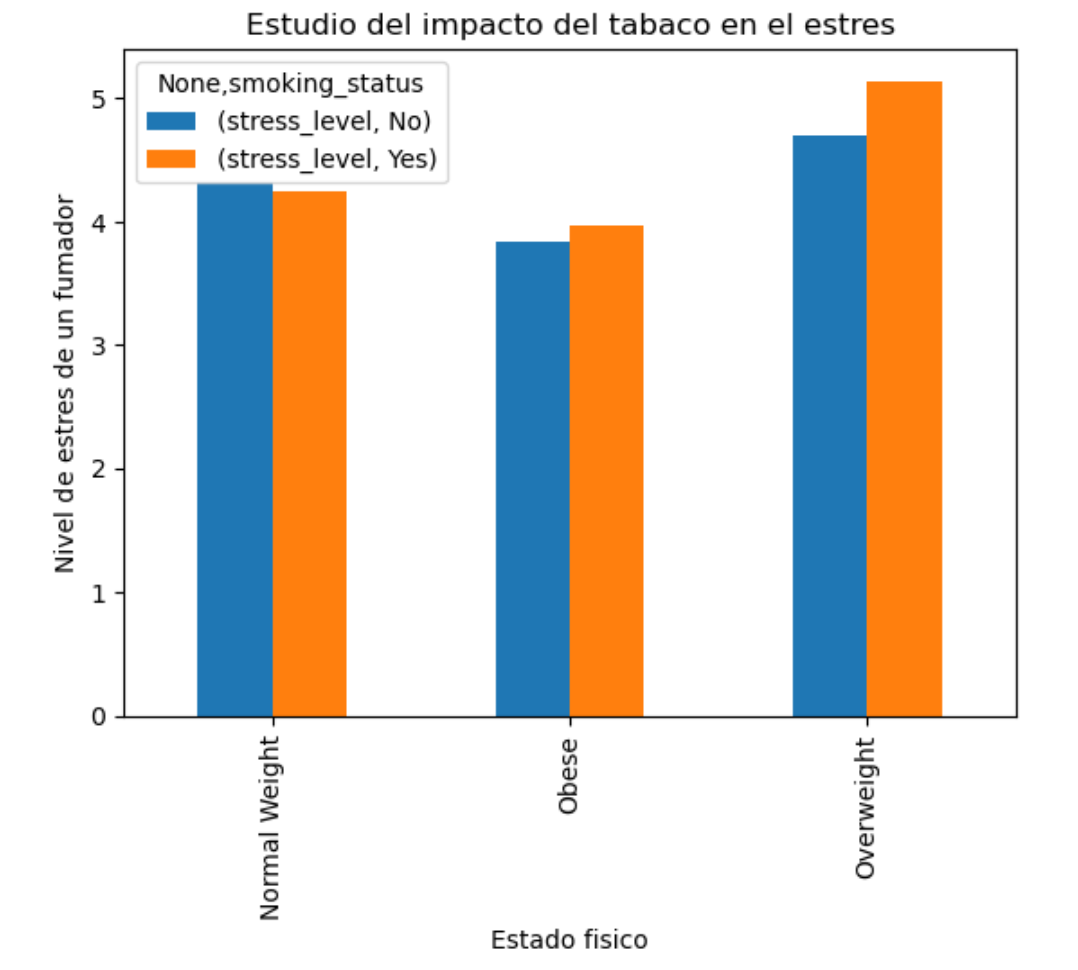 Estudio del impacto del tabaco en el estres
None,smoking_status
(stress_level, No)
(stress_level, Yes)
5
4
3
2
1
0
Nivel de estres de un fumador
Normal Weight
Obese
Overweight
Estado fisico